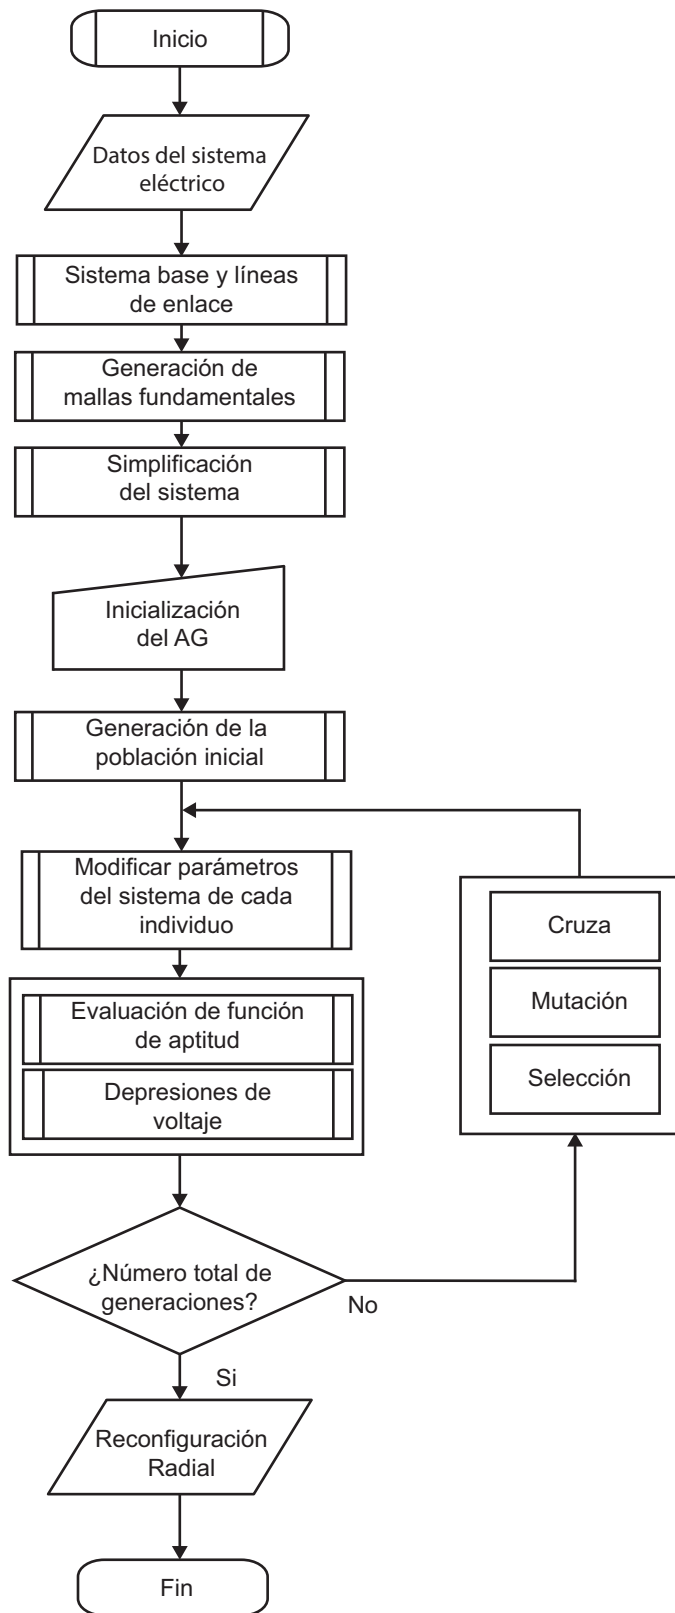 Inicio
Datos del sistema
eléctrico
Sistema base y líneas
de enlace
Generación de
mallas fundamentales
Simplificación
del sistema
Inicialización
del AG
Generación de la
población inicial
Modificar parámetros
del sistema de cada
individuo
Evaluación de función
de aptitud
Depresiones de
voltaje
¿Número total de
generaciones?
No
Cruza
Mutación
Selección
Si
Reconfiguración
Radial
Fin